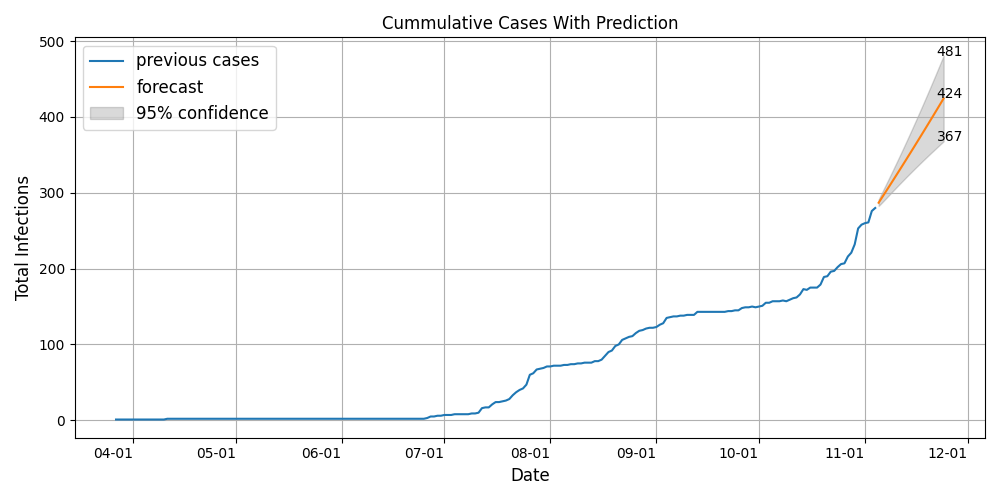 Cummulative Cases With Prediction
500
400
300
200
100
0
Total Infections
previous cases
forecast
95% confidence
481
424
367
04-01 05-01 06-01 07-01 08-01 09-01 10-01 11-01 12-01
Date